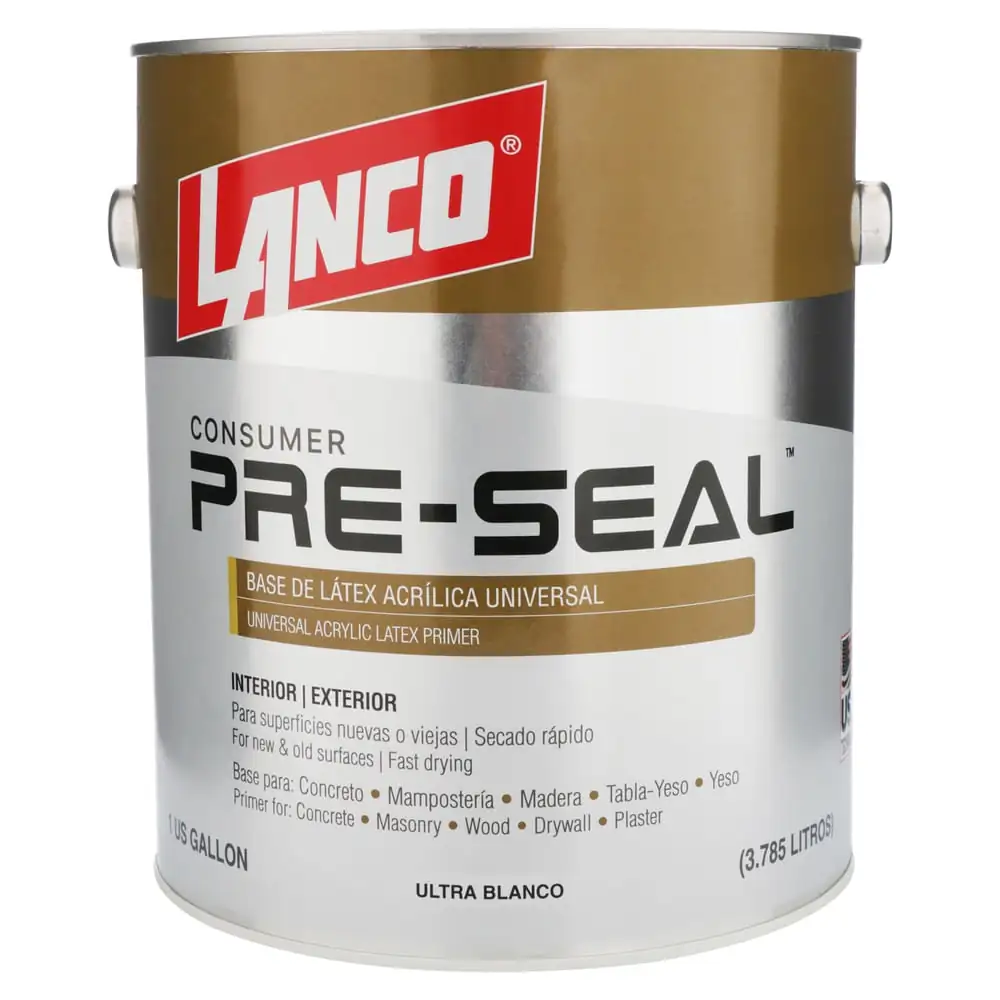 LANCO®
CONSUMER
PRE-SEAL™
BASE DE LÁTEX ACRÍLICA UNIVERSAL
UNIVERSAL ACRYLIC LATEX PRIMER
INTERIOR | EXTERIOR
Para superficies nuevas o viejas | Secado rápido
For new & old surfaces | Fast drying
Base para: Concreto • Mampostería • Madera • Tabla-Yeso • Yeso
Primer for: Concrete • Masonry • Wood • Drywall • Plaster
1 US GALLON
(3.785 LITROS)
ULTRA BLANCO